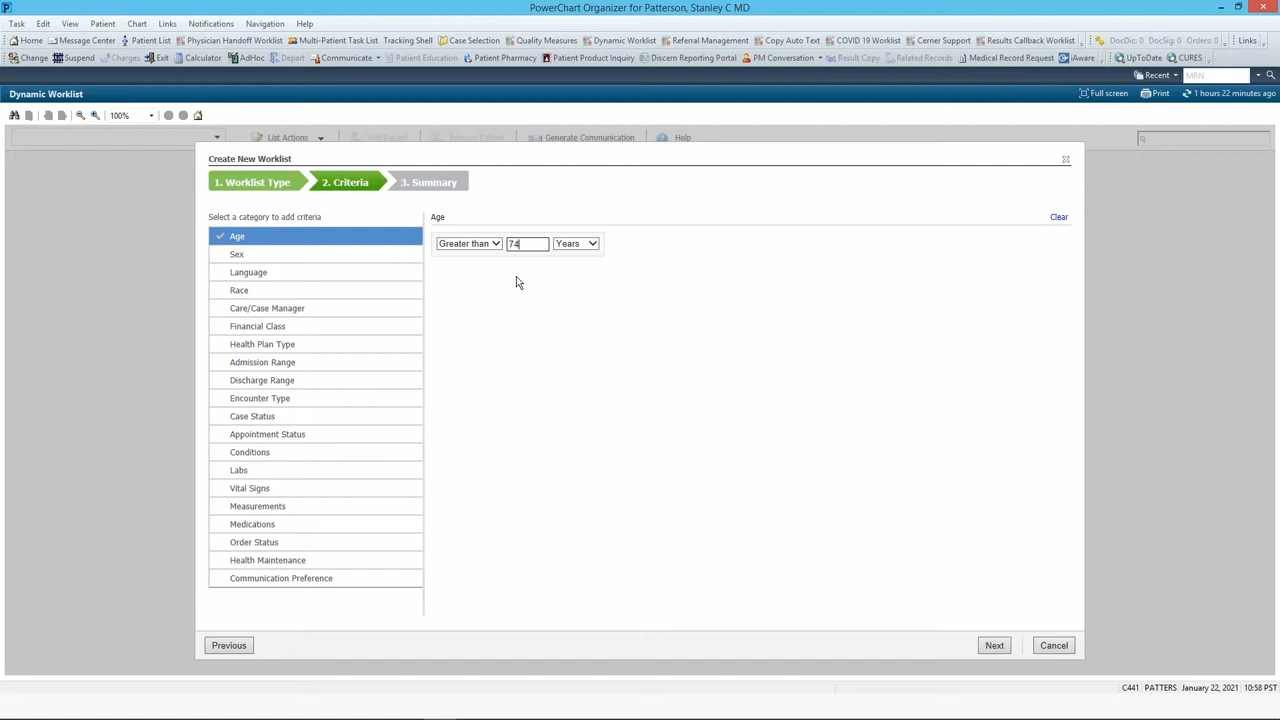 PowerChart Organizer for Patterson, Stanley C MD
Task Edit View Patient Chart Links Notifications Navigation Help
Home Message Center Patient List Physician Handoff Worklist Multi-Patient Task List Tracking Shell Case Selection Quality Measures Dynamic Worklist Referral Management Copy Auto Text COVID 19 Worklist Cerner Support Results Callback Worklist DocDic: 0 DocSig: 0 Orders: 0 Links
Change Suspend Charges Exit Calculator AdHoc Depart Communicate Patient Education Patient Pharmacy Patient Product Inquiry Discern Reporting Portal PM Conversation Result Copy Related Records Medical Record Request iAware UpToDate CURES
Recent MRN
Dynamic Worklist Full screen Print 1 hours 22 minutes ago
100%
List Actions Add Patient Remove Patient Generate Communication Help
Create New Worklist
1. Worklist Type 2. Criteria 3. Summary
Select a category to add criteria
Age Clear
Age
Greater than 74 Years
Sex
Language
Race
Care/Case Manager
Financial Class
Health Plan Type
Admission Range
Discharge Range
Encounter Type
Case Status
Appointment Status
Conditions
Labs
Vital Signs
Measurements
Medications
Order Status
Health Maintenance
Communication Preference
Previous Next Cancel
C441 PATTERS January 22, 2021 10:58 PST